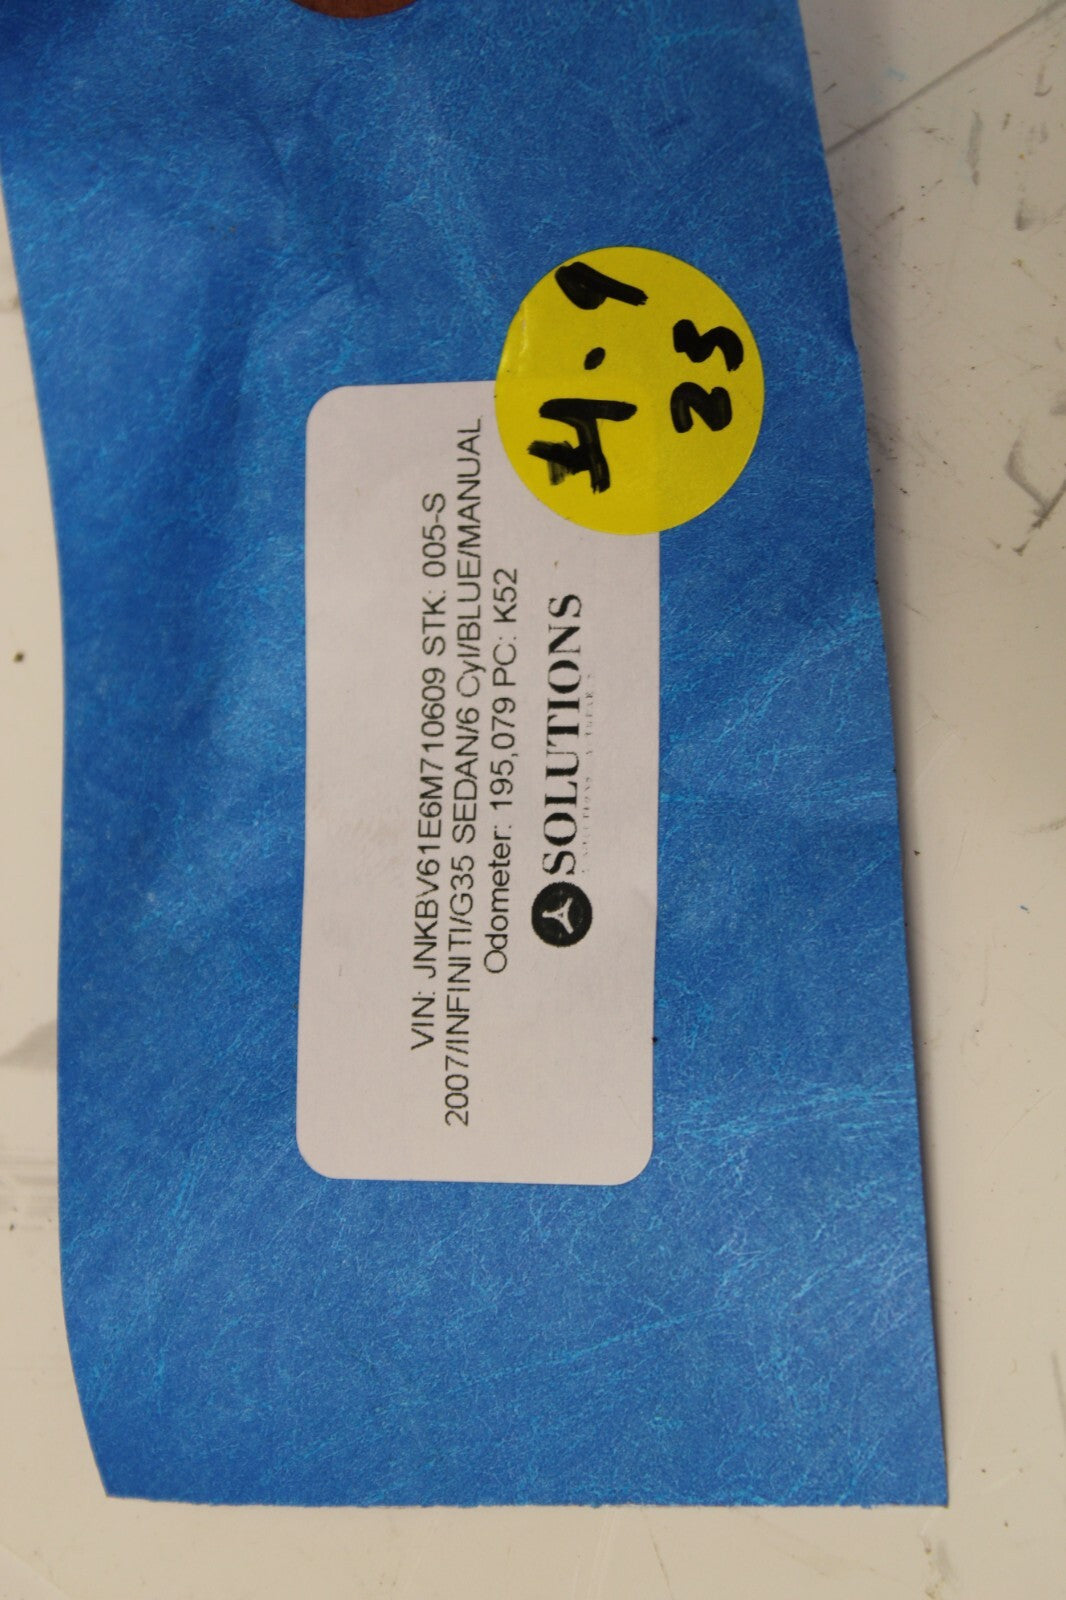 VIN: JNKBV61E6M710609 STK: 005-S
2007/INFINITI/G35 SEDAN/6 Cyl/BLUE/MANUAL
Odometer: 195,079 PC: K52
SOLUTIONS
4.9
23